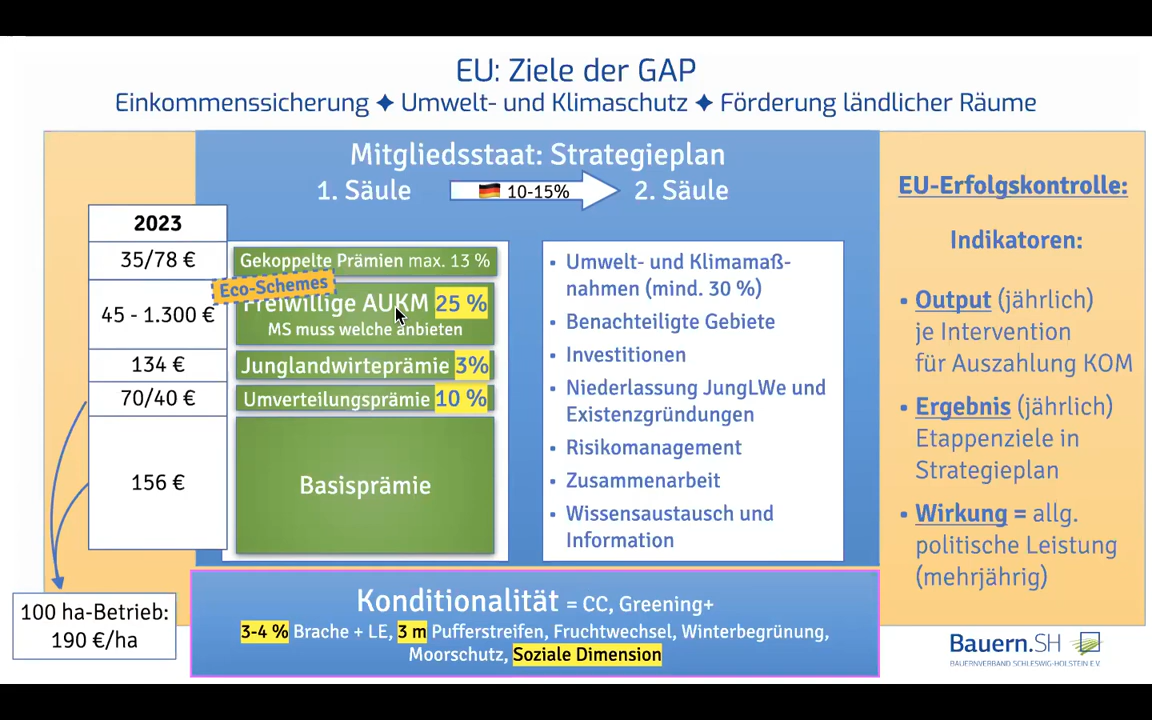 EU: Ziele der GAP
Einkommenssicherung ✦ Umwelt- und Klimaschutz ✦ Förderung ländlicher Räume
Mitgliedsstaat: Strategieplan
1. Säule
10-15%
2. Säule
2023
35/78 €
45 - 1.300 €
134 €
70/40 €
156 €
100 ha-Betrieb:
190 €/ha
Gekoppelte Prämien max. 13 %
Eco-Schemes
Freiwillige AUKM 25 %
MS muss welche anbieten
Junglandwirteprämie 3%
Umverteilungsprämie 10 %
Basisprämie
▪ Umwelt- und Klimamaß-
nahmen (mind. 30 %)
▪ Benachteiligte Gebiete
▪ Investitionen
▪ Niederlassung JungLWe und
Existenzgründungen
▪ Risikomanagement
▪ Zusammenarbeit
▪ Wissensaustausch und
Information
Konditionalität = CC, Greening+
3-4 % Brache + LE, 3 m Pufferstreifen, Fruchtwechsel, Winterbegrünung,
Moorschutz, Soziale Dimension
EU-Erfolgskontrolle:
Indikatoren:
▪ Output (jährlich)
je Intervention
für Auszahlung KOM
▪ Ergebnis (jährlich)
Etappenziele in
Strategieplan
▪ Wirkung = allg.
politische Leistung
(mehrjährig)
Bauern.SH
BAUERNVERBAND SCHLESWIG-HOLSTEIN E.V.